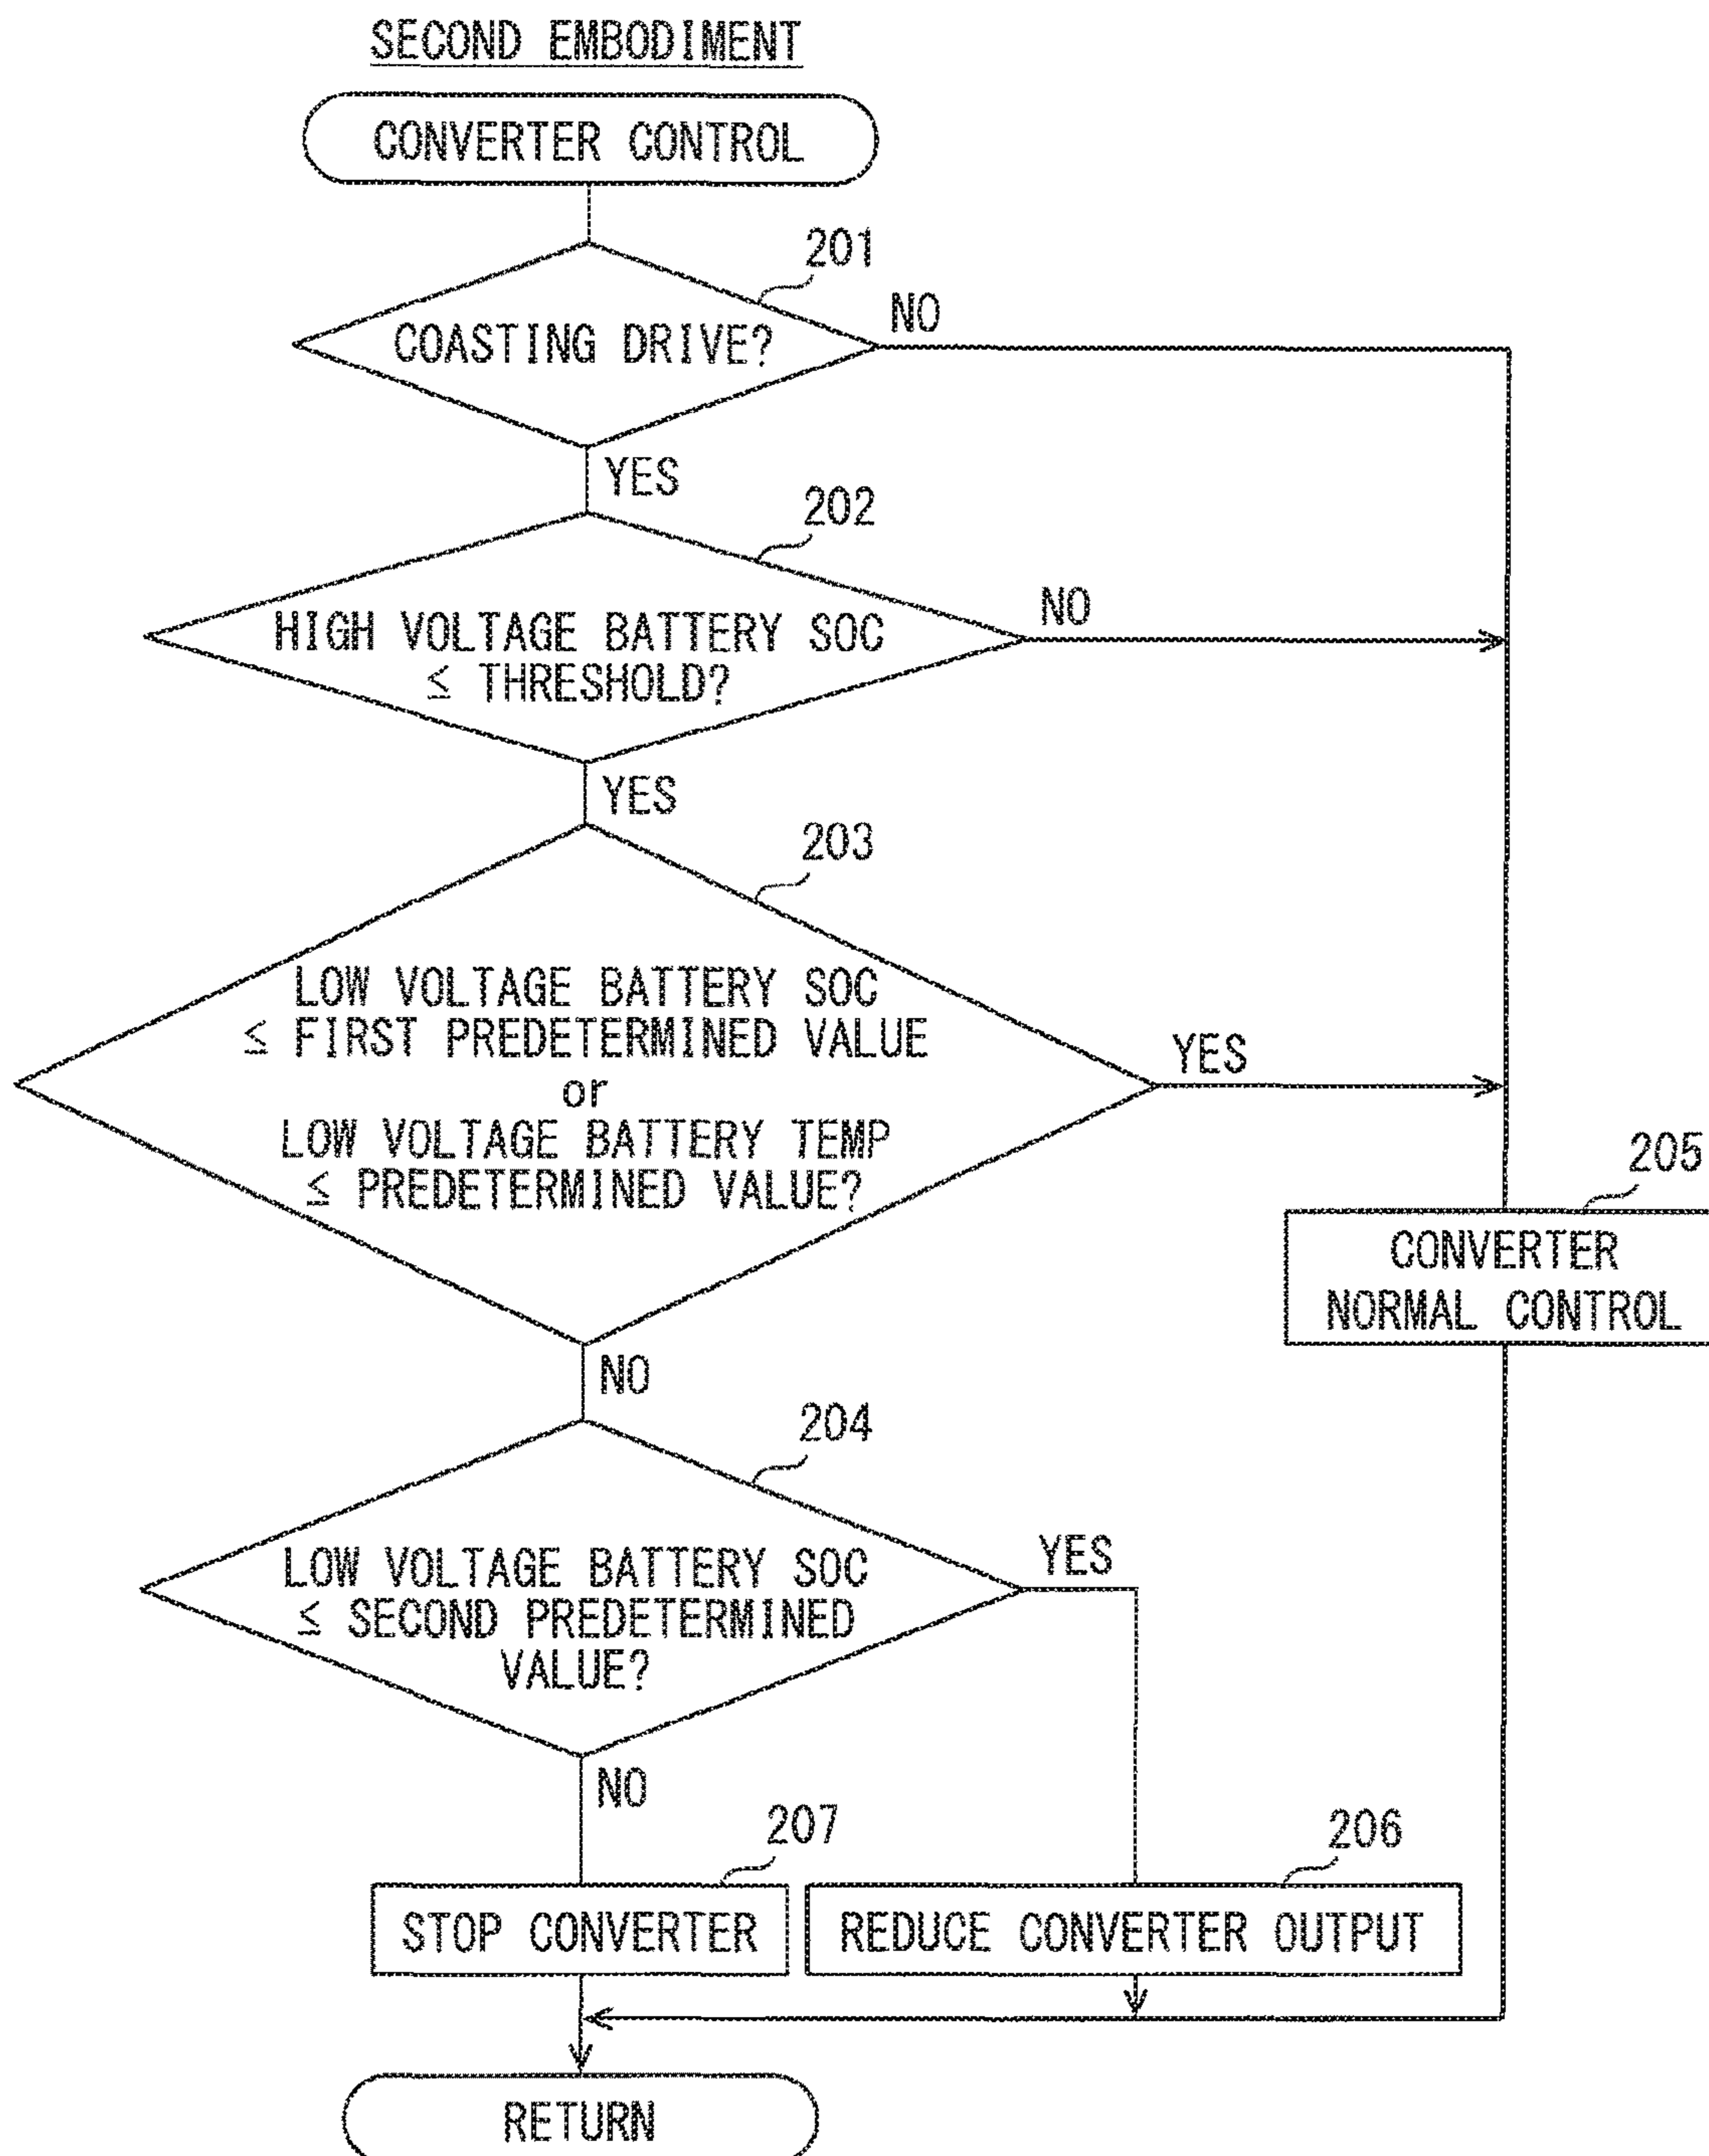 SECOND EMBODIMENT
CONVERTER CONTROL
201
COASTING DRIVE?
NO
YES
202
HIGH VOLTAGE BATTERY SOC
≤ THRESHOLD?
NO
YES
203
LOW VOLTAGE BATTERY SOC
≤ FIRST PREDETERMINED VALUE
or
LOW VOLTAGE BATTERY TEMP
≤ PREDETERMINED VALUE?
YES
205
CONVERTER
NORMAL CONTROL
NO
204
LOW VOLTAGE BATTERY SOC
≤ SECOND PREDETERMINED
VALUE?
YES
NO
207
206
STOP CONVERTER
REDUCE CONVERTER OUTPUT
RETURN